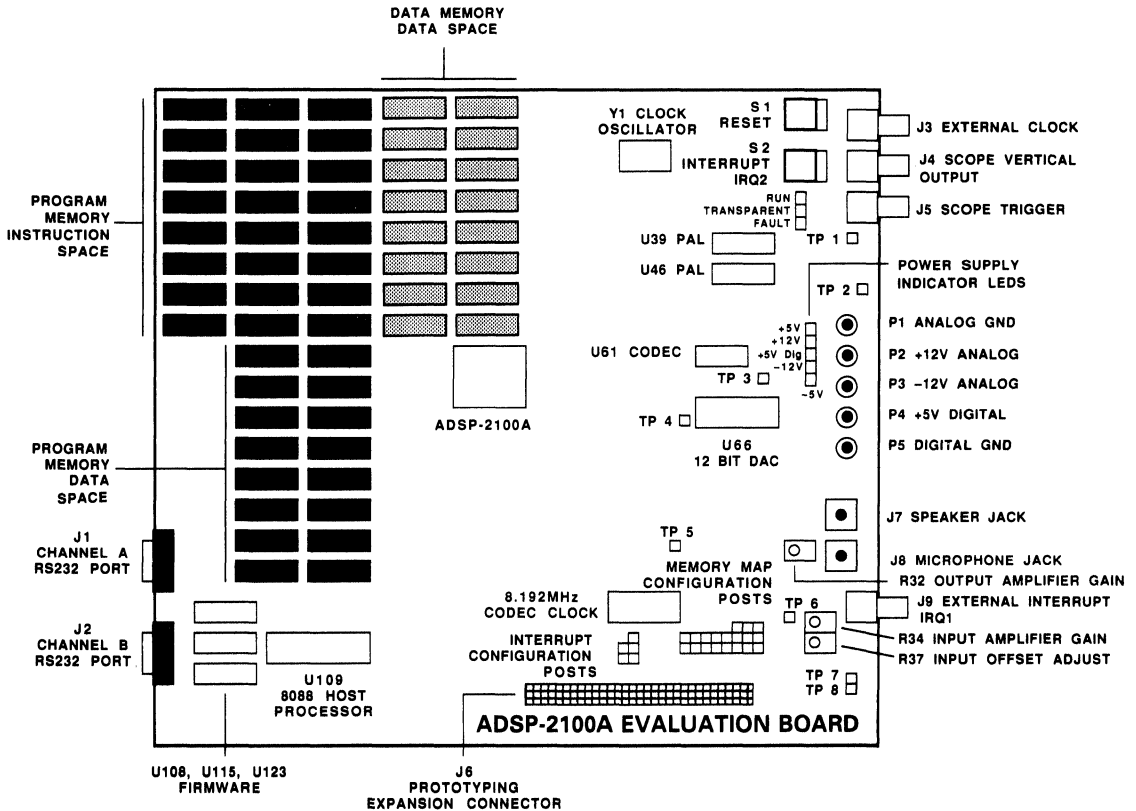 DATA MEMORY
DATA SPACE
Y1 CLOCK
OSCILLATOR
S1
RESET
S2
INTERRUPT
IRQ2
J3 EXTERNAL CLOCK
J4 SCOPE VERTICAL
OUTPUT
J5 SCOPE TRIGGER
RUN
TRANSPARENT
FAULT
TP 1
U39 PAL
U46 PAL
PROGRAM
MEMORY
INSTRUCTION
SPACE
POWER SUPPLY
INDICATOR LEDS
TP 2
+5V
+12V
+5V Dig
-12V
-5V
P1 ANALOG GND
P2 +12V ANALOG
P3 -12V ANALOG
P4 +5V DIGITAL
P5 DIGITAL GND
U61 CODEC
TP 3
TP 4
U66
12 BIT DAC
ADSP-2100A
PROGRAM
MEMORY
DATA
SPACE
J1
CHANNEL A
RS232 PORT
J2
CHANNEL B
RS232 PORT
J7 SPEAKER JACK
J8 MICROPHONE JACK
R32 OUTPUT AMPLIFIER GAIN
J9 EXTERNAL INTERRUPT
IRQ1
R34 INPUT AMPLIFIER GAIN
R37 INPUT OFFSET ADJUST
TP 5
MEMORY MAP
CONFIGURATION
POSTS
TP 6
8.192MHz
CODEC CLOCK
INTERRUPT
CONFIGURATION
POSTS
TP 7
TP 8
U109
8088 HOST
PROCESSOR
ADSP-2100A EVALUATION BOARD
U108, U115, U123
FIRMWARE
J6
PROTOTYPING
EXPANSION CONNECTOR